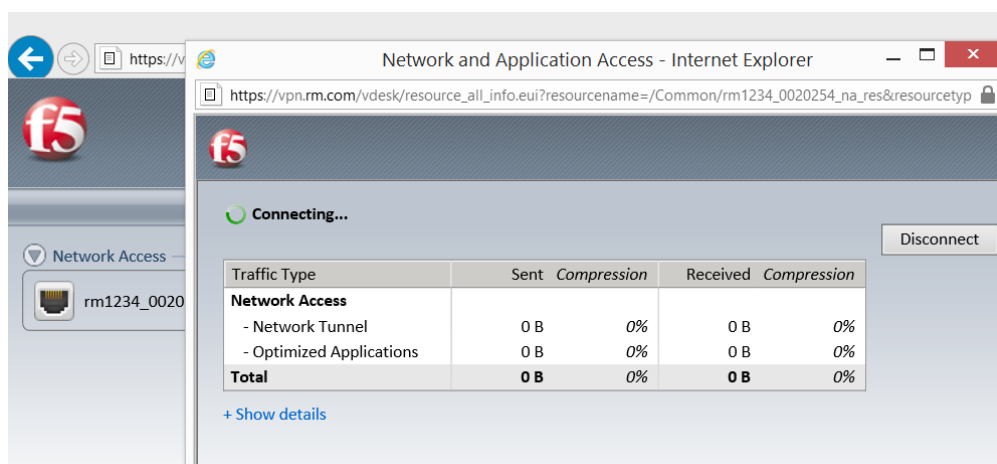 https://v
Network and Application Access - Internet Explorer
https://vpn.rm.com/vdesk/resource_all_info.eui?resourcename=/Common/rm1234_0020254_na_res&resourcetyp
f5
f5
Connecting...
Disconnect
Network Access
rm1234_0020
Traffic Type Sent Compression Received Compression
Network Access
- Network Tunnel 0 B 0% 0 B 0%
- Optimized Applications 0 B 0% 0 B 0%
Total 0 B 0% 0 B 0%
+ Show details